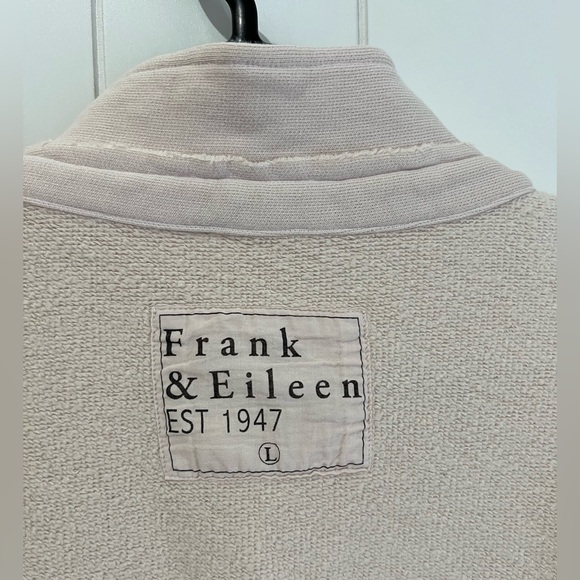 Frank
& Eileen
EST 1947
L